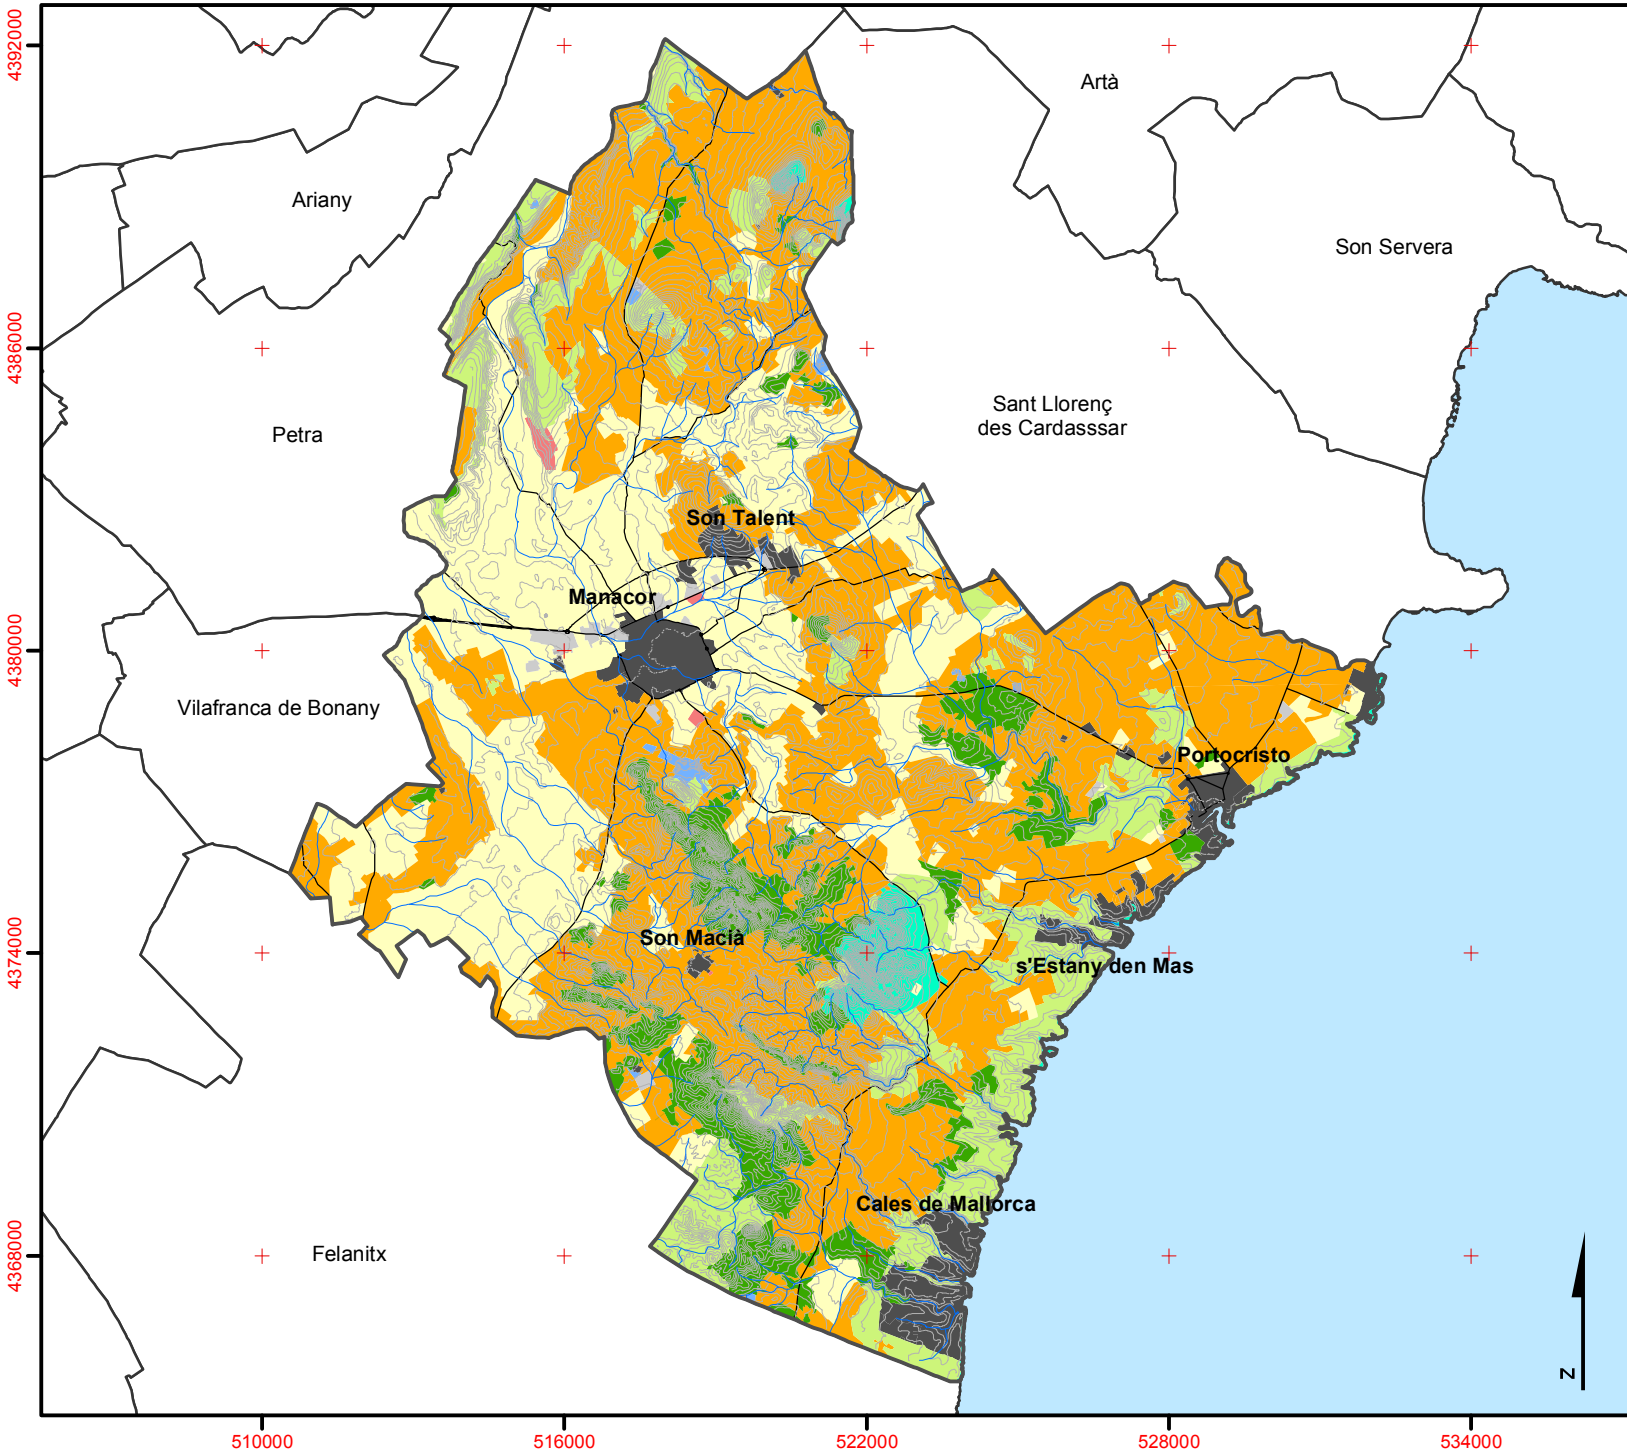 4392000
Artà
Ariany
Son Servera
4386000
Sant Llorenç
des Cardasssar
Petra
Son Talent
Manacor
4380000
Vilafranca de Bonany
Portocristo
Son Macià
4374000
s'Estany den Mas
Cales de Mallorca
4368000
Felanitx
N
510000
516000
522000
528000
534000